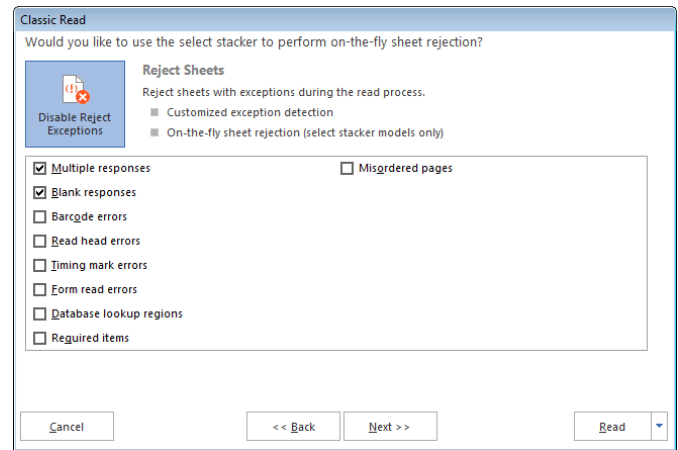 Classic Read
Would you like to use the select stacker to perform on-the-fly sheet rejection?
Disable Reject
Exceptions
Reject Sheets
Reject sheets with exceptions during the read process.
Customized exception detection
On-the-fly sheet rejection (select stacker models only)
Multiple responses
Blank responses
Barcode errors
Read head errors
Timing mark errors
Form read errors
Database lookup regions
Required items
Misordered pages
Cancel
<< Back
Next >>
Read